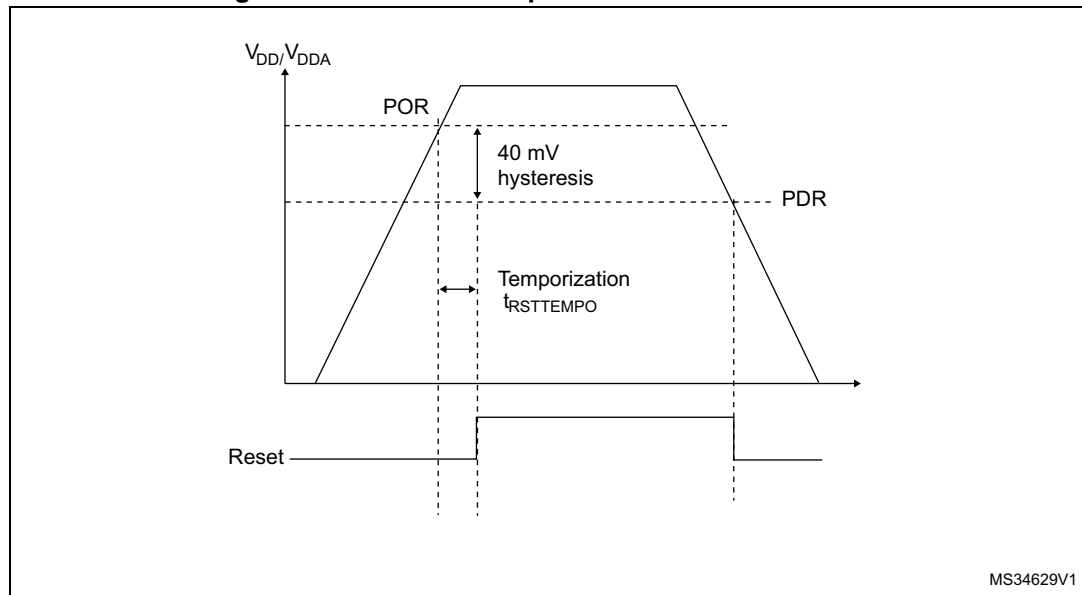 VDD/VDDA
POR
40 mV
hysteresis
PDR
Temporization
tRSTTEMPO
Reset
MS34629V1